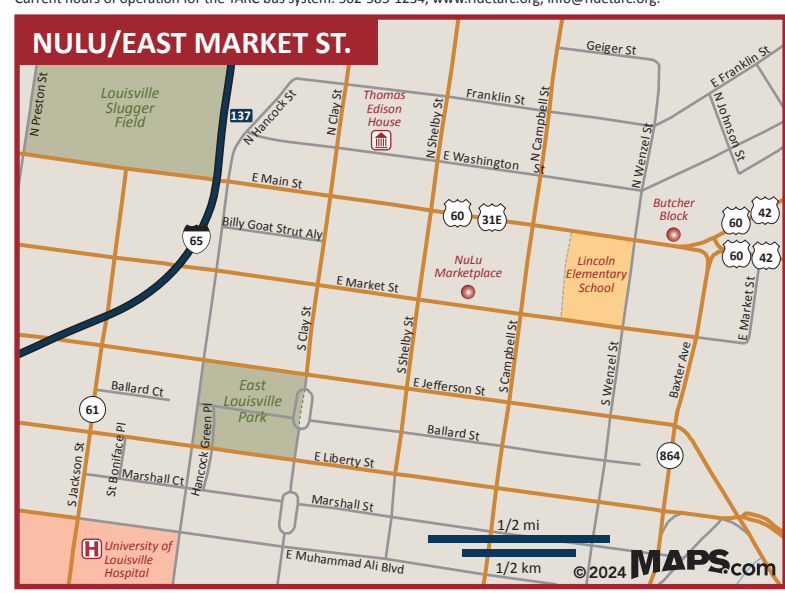 Current hours of operation for the TARC bus system: 502-585-1234; www.ridetarc.org; info@ridetarc.org.
NULU/EAST MARKET ST.
Geiger St
E Franklin St
N Preston St
Louisville
Slugger
Field
137
N Hancock St
N Clay St
Thomas
Edison
House
N Shelby St
Franklin St
N Campbell St
N Johnson St
E Washington St
N Wenzel St
E Main St
60
31E
Butcher
Block
60
42
60
42
Billy Goat Strut Aly
65
NuLu
Marketplace
Lincoln
Elementary
School
E Market St
E Market St
S Clay St
S Shelby St
S Campbell St
S Wenzel St
Baxter Ave
Ballard Ct
East
Louisville
Park
E Jefferson St
61
Ballard St
St Boniface Pl
Hancock Green Pl
S Jackson St
E Liberty St
864
Marshall Ct
Marshall St
1/2 mi
1/2 km
H
University of
Louisville
Hospital
E Muhammad Ali Blvd
© 2024 MAPS.com